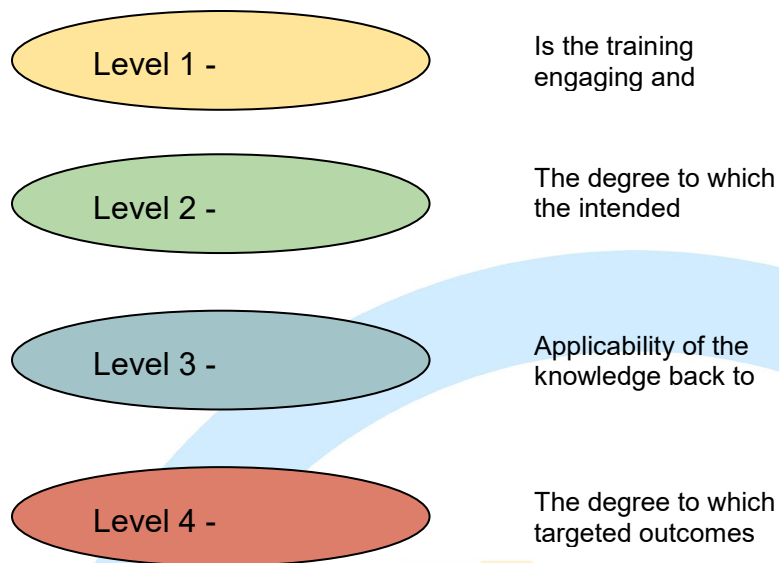 Level 1 -
Is the training
engaging and
Level 2 -
The degree to which
the intended
Level 3 -
Applicability of the
knowledge back to
Level 4 -
The degree to which
targeted outcomes